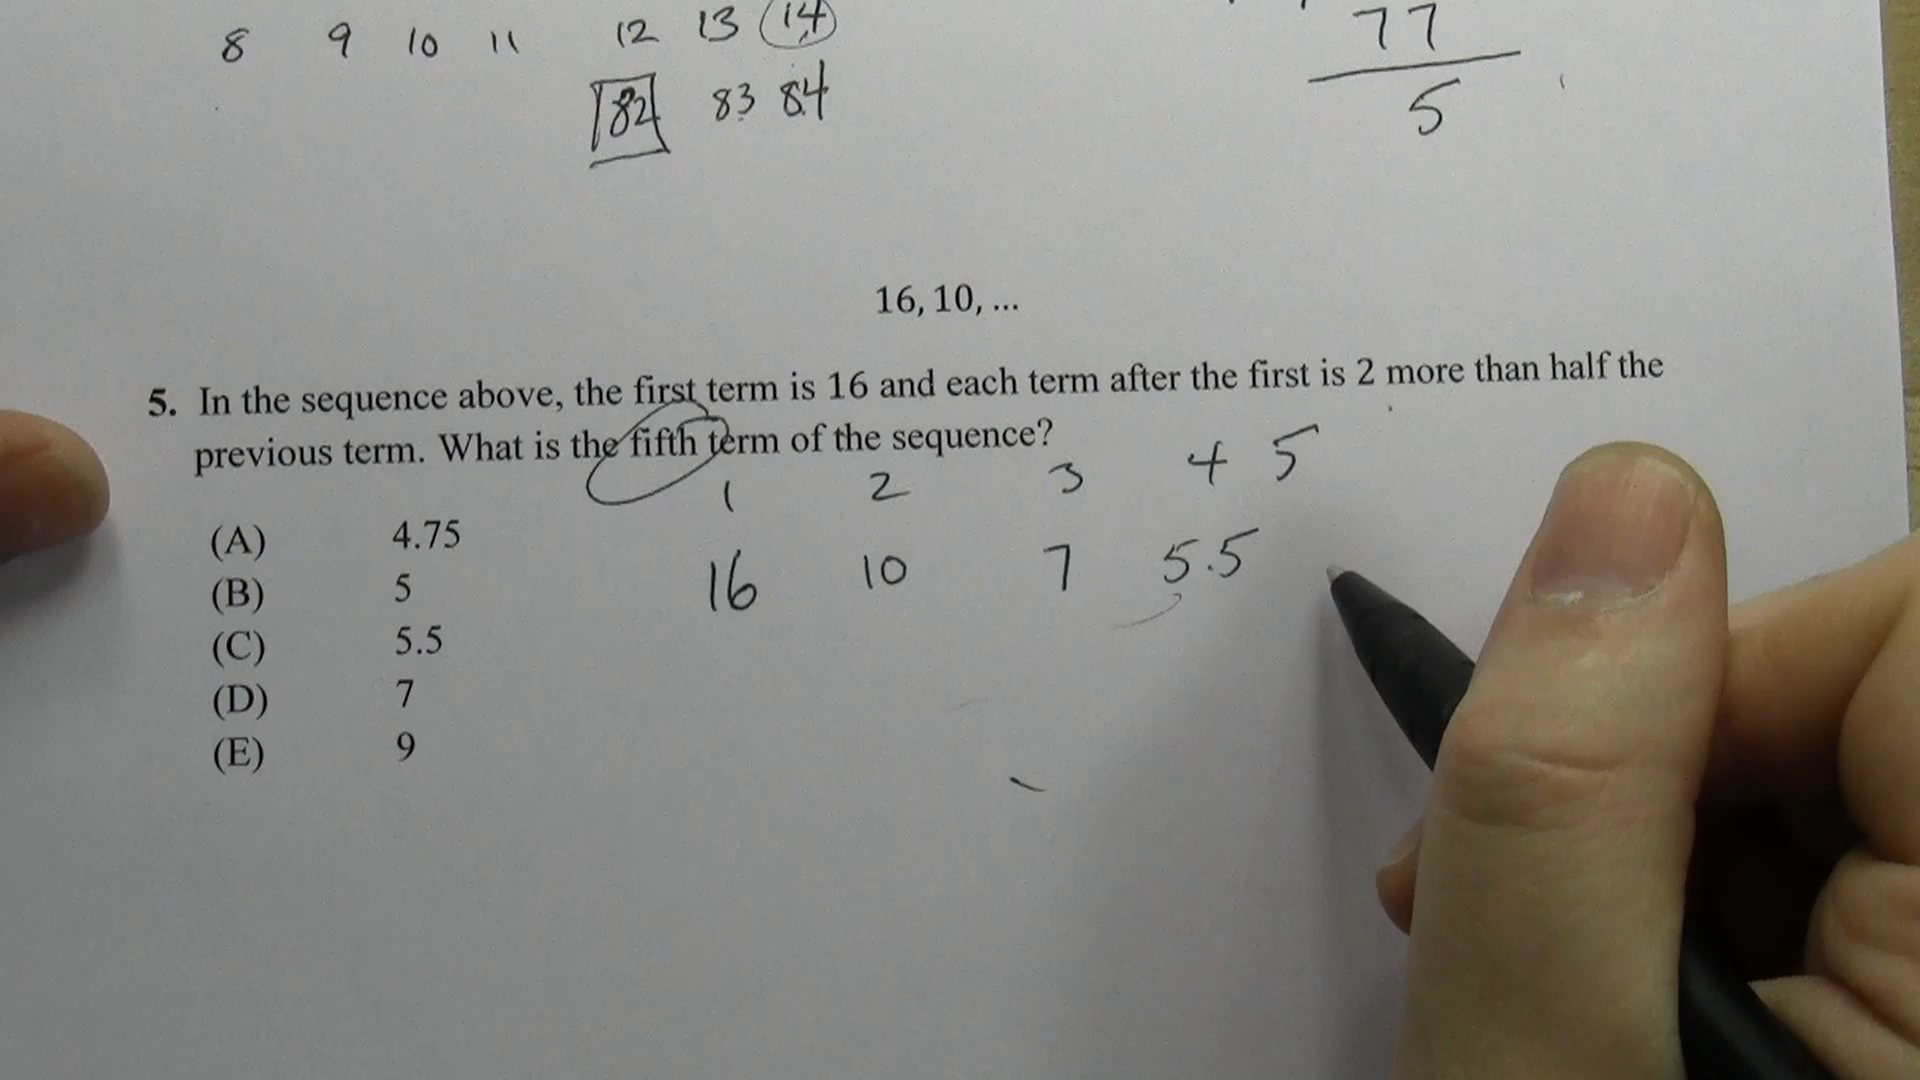 8 9 10 11 12 13 14
82 83 84
77
5
16, 10, ...
5. In the sequence above, the first term is 16 and each term after the first is 2 more than half the
previous term. What is the fifth term of the sequence?
1 2 3 4 5
16 10 7 5.5
(A) 4.75
(B) 5
(C) 5.5
(D) 7
(E) 9